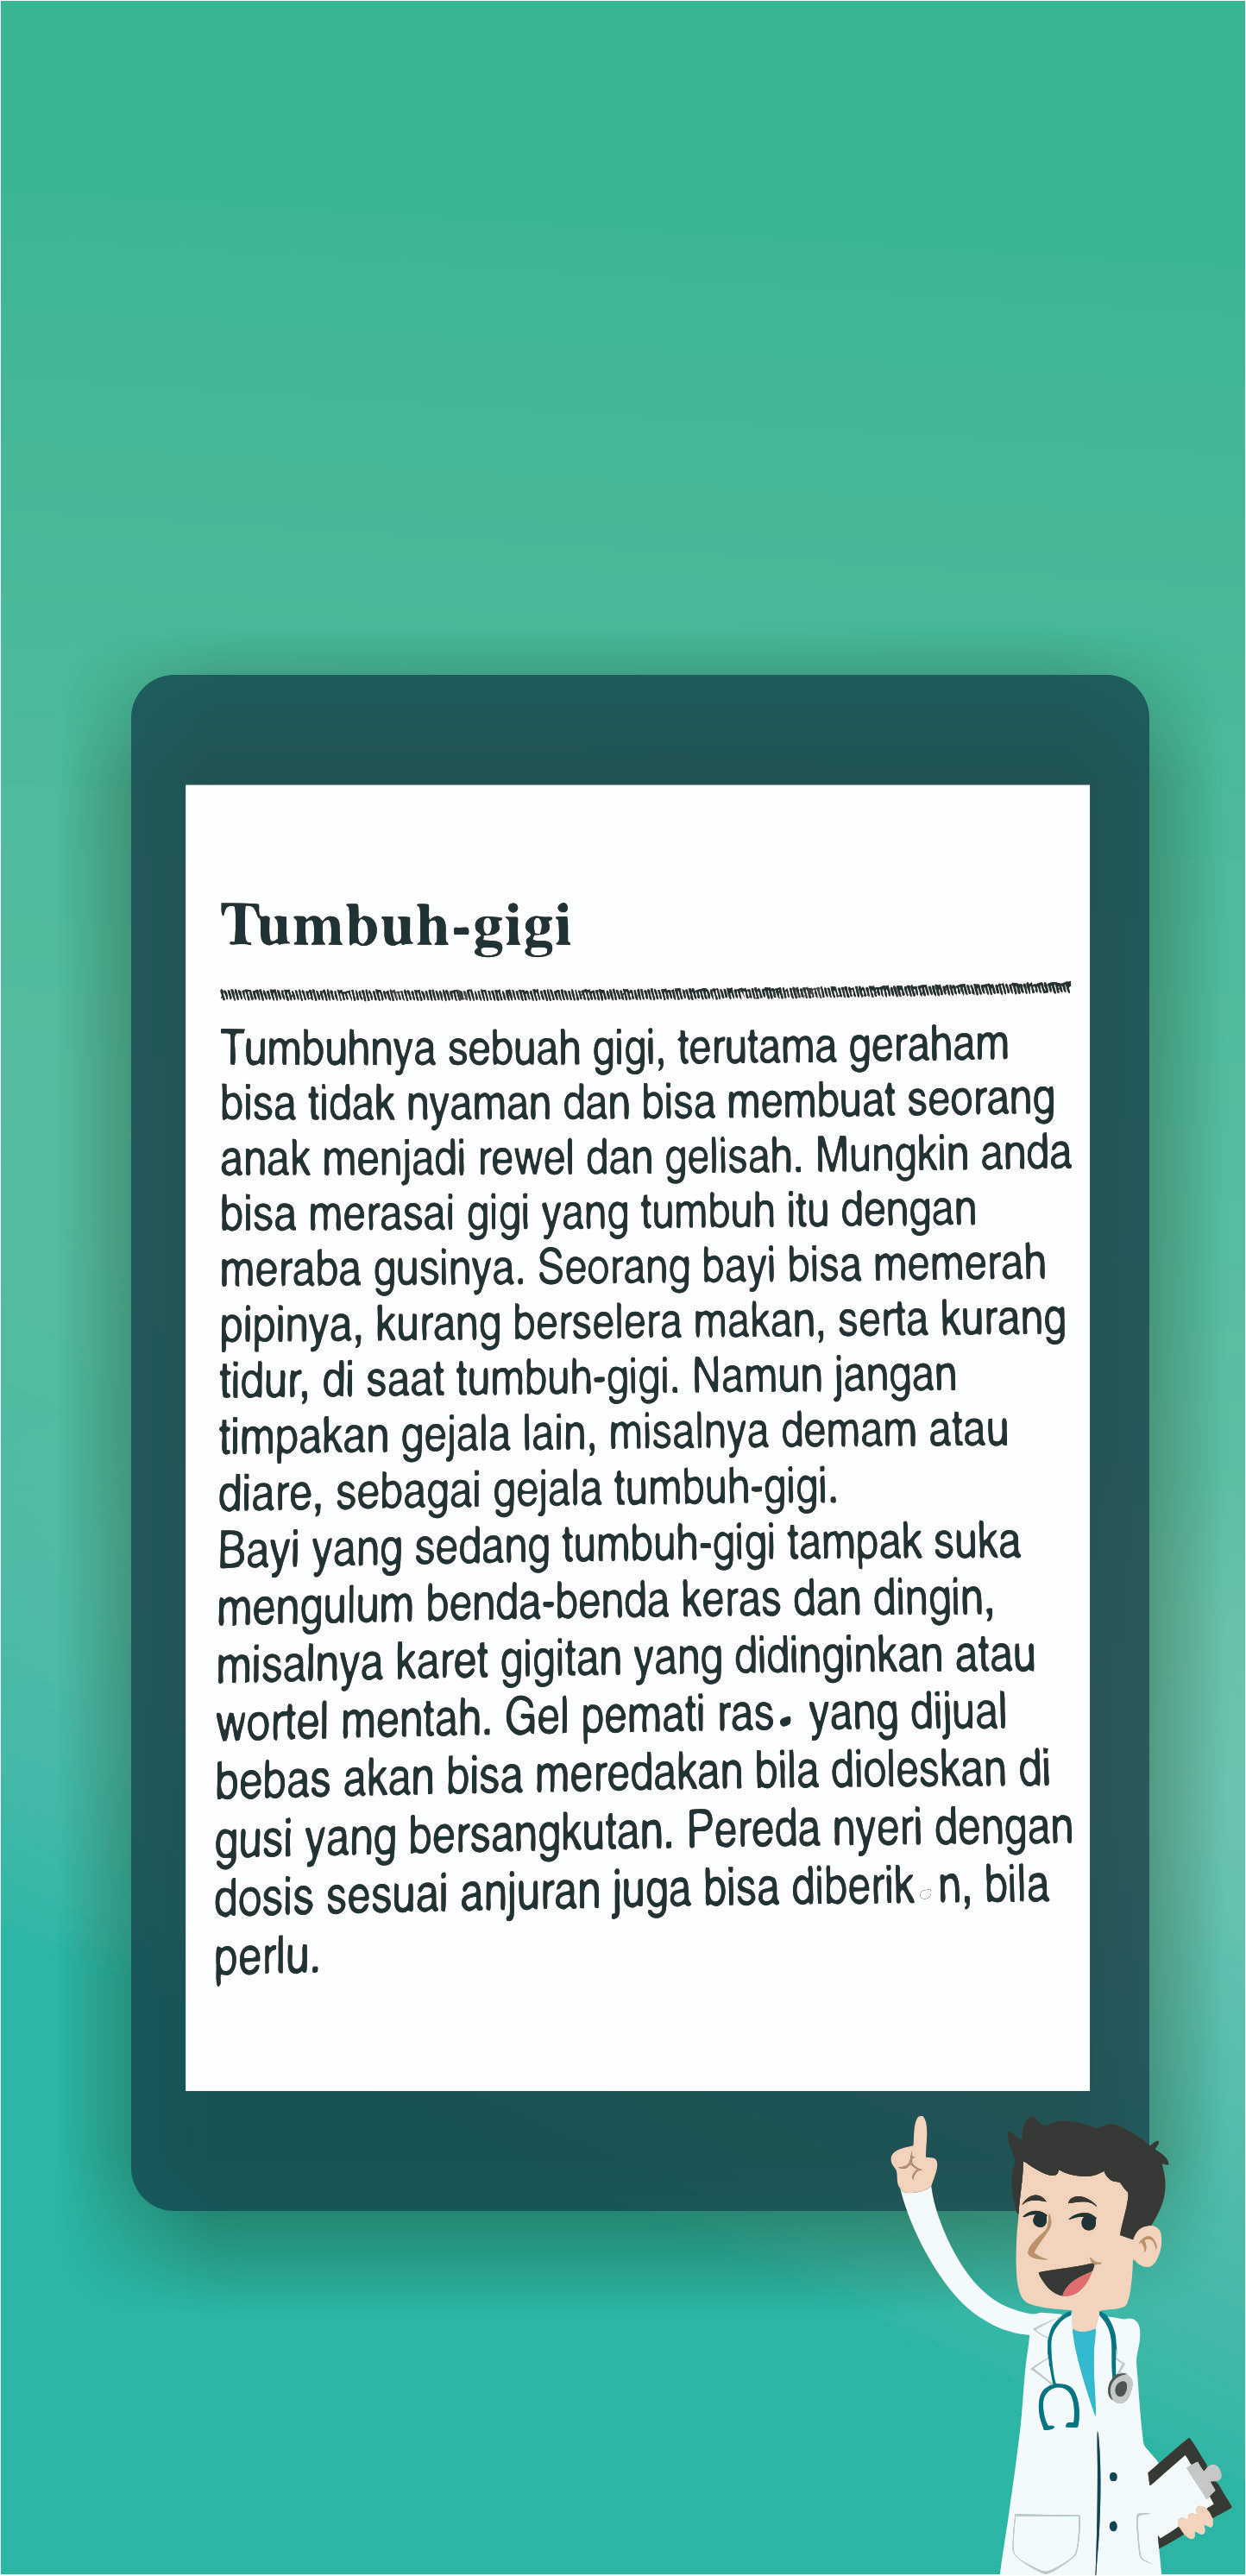 Tumbuh-gigi
Tumbuhnya sebuah gigi, terutama geraham
bisa tidak nyaman dan bisa membuat seorang
anak menjadi rewel dan gelisah. Mungkin anda
bisa merasai gigi yang tumbuh itu dengan
meraba gusinya. Seorang bayi bisa memerah
pipinya, kurang berselera makan, serta kurang
tidur, di saat tumbuh-gigi. Namun jangan
timpakan gejala lain, misalnya demam atau
diare, sebagai gejala tumbuh-gigi.
Bayi yang sedang tumbuh-gigi tampak suka
mengulum benda-benda keras dan dingin,
misalnya karet gigitan yang didinginkan atau
wortel mentah. Gel pemati yang dijual
bebas akan bisa meredakan bila dioleskan di
gusi yang bersangkutan. Pereda nyeri dengan
dosis sesuai anjuran juga bisa bila
perlu.